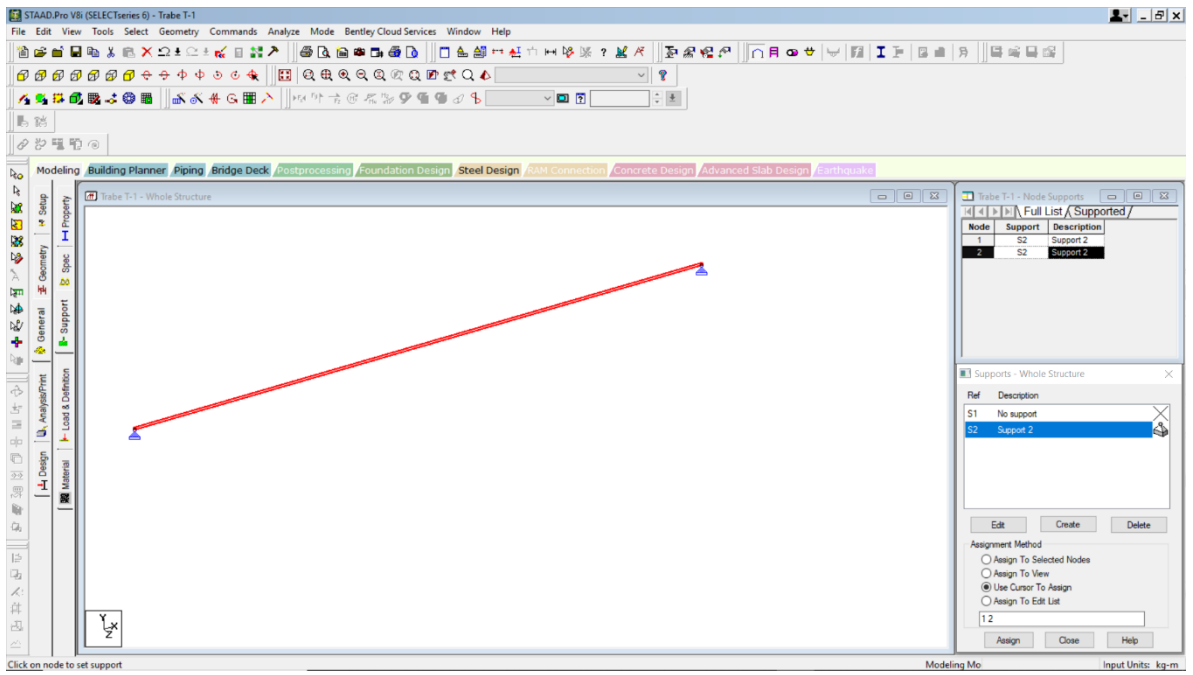 STAAD.Pro V8i (SELECTseries 6) - Trabe T-1
File Edit View Tools Select Geometry Commands Analyze Mode Bentley Cloud Services Window Help
Modeling Building Planner Piping Bridge Deck Postprocessing Foundation Design Steel Design RAM Connection Concrete Design Advanced Slab Design Earthquake
Setup
Geometry
General
Analysis/Print
Design
Property
Spec
Support
Load & Definition
Material
Trabe T-1 - Whole Structure
Y
X
Z
Trabe T-1 - Node Supports
Full List Supported
Node Support Description
1 S2 Support 2
2 S2 Support 2
Supports - Whole Structure
Ref Description
S1 No support
S2 Support 2
Edit Create Delete
Assignment Method
Assign To Selected Nodes
Assign To View
Use Cursor To Assign
Assign To Edit List
1 2
Assign Close Help
Click on node to set support
Modeling Mo
Input Units: kg-m